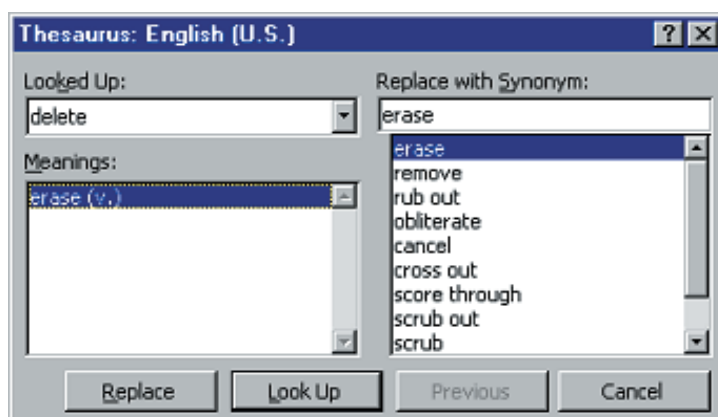 Thesaurus: English (U.S.)
Looked Up:
delete
Meanings:
erase (v.)
Replace with Synonym:
erase
erase
remove
rub out
obliterate
cancel
cross out
score through
scrub out
scrub
Replace
Look Up
Previous
Cancel